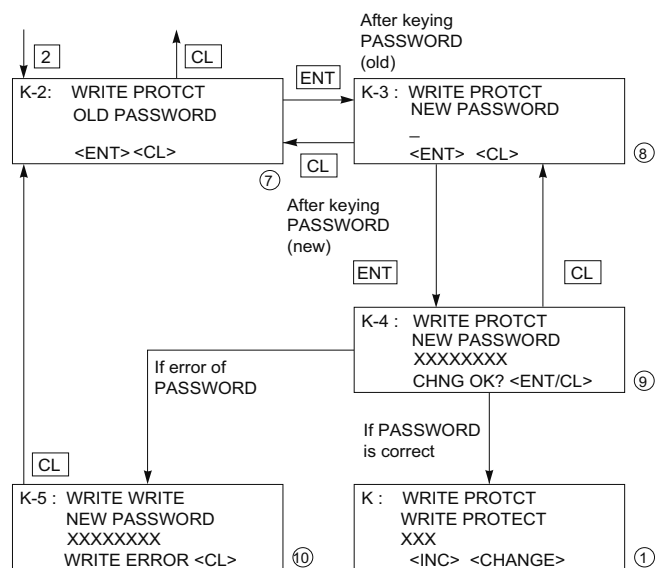 After keying
PASSWORD
(old)
2
CL
ENT
K-2: WRITE PROTCT
OLD PASSWORD
<ENT> <CL>
7
K-3 : WRITE PROTCT
NEW PASSWORD
_
<ENT> <CL>
8
CL
After keying
PASSWORD
(new)
ENT
CL
K-4 : WRITE PROTCT
NEW PASSWORD
XXXXXXXX
CHNG OK? <ENT/CL>
9
If error of
PASSWORD
If PASSWORD
is correct
CL
K-5 : WRITE WRITE
NEW PASSWORD
XXXXXXXX
WRITE ERROR <CL>
10
K : WRITE PROTCT
WRITE PROTECT
XXX
<INC> <CHANGE>
1